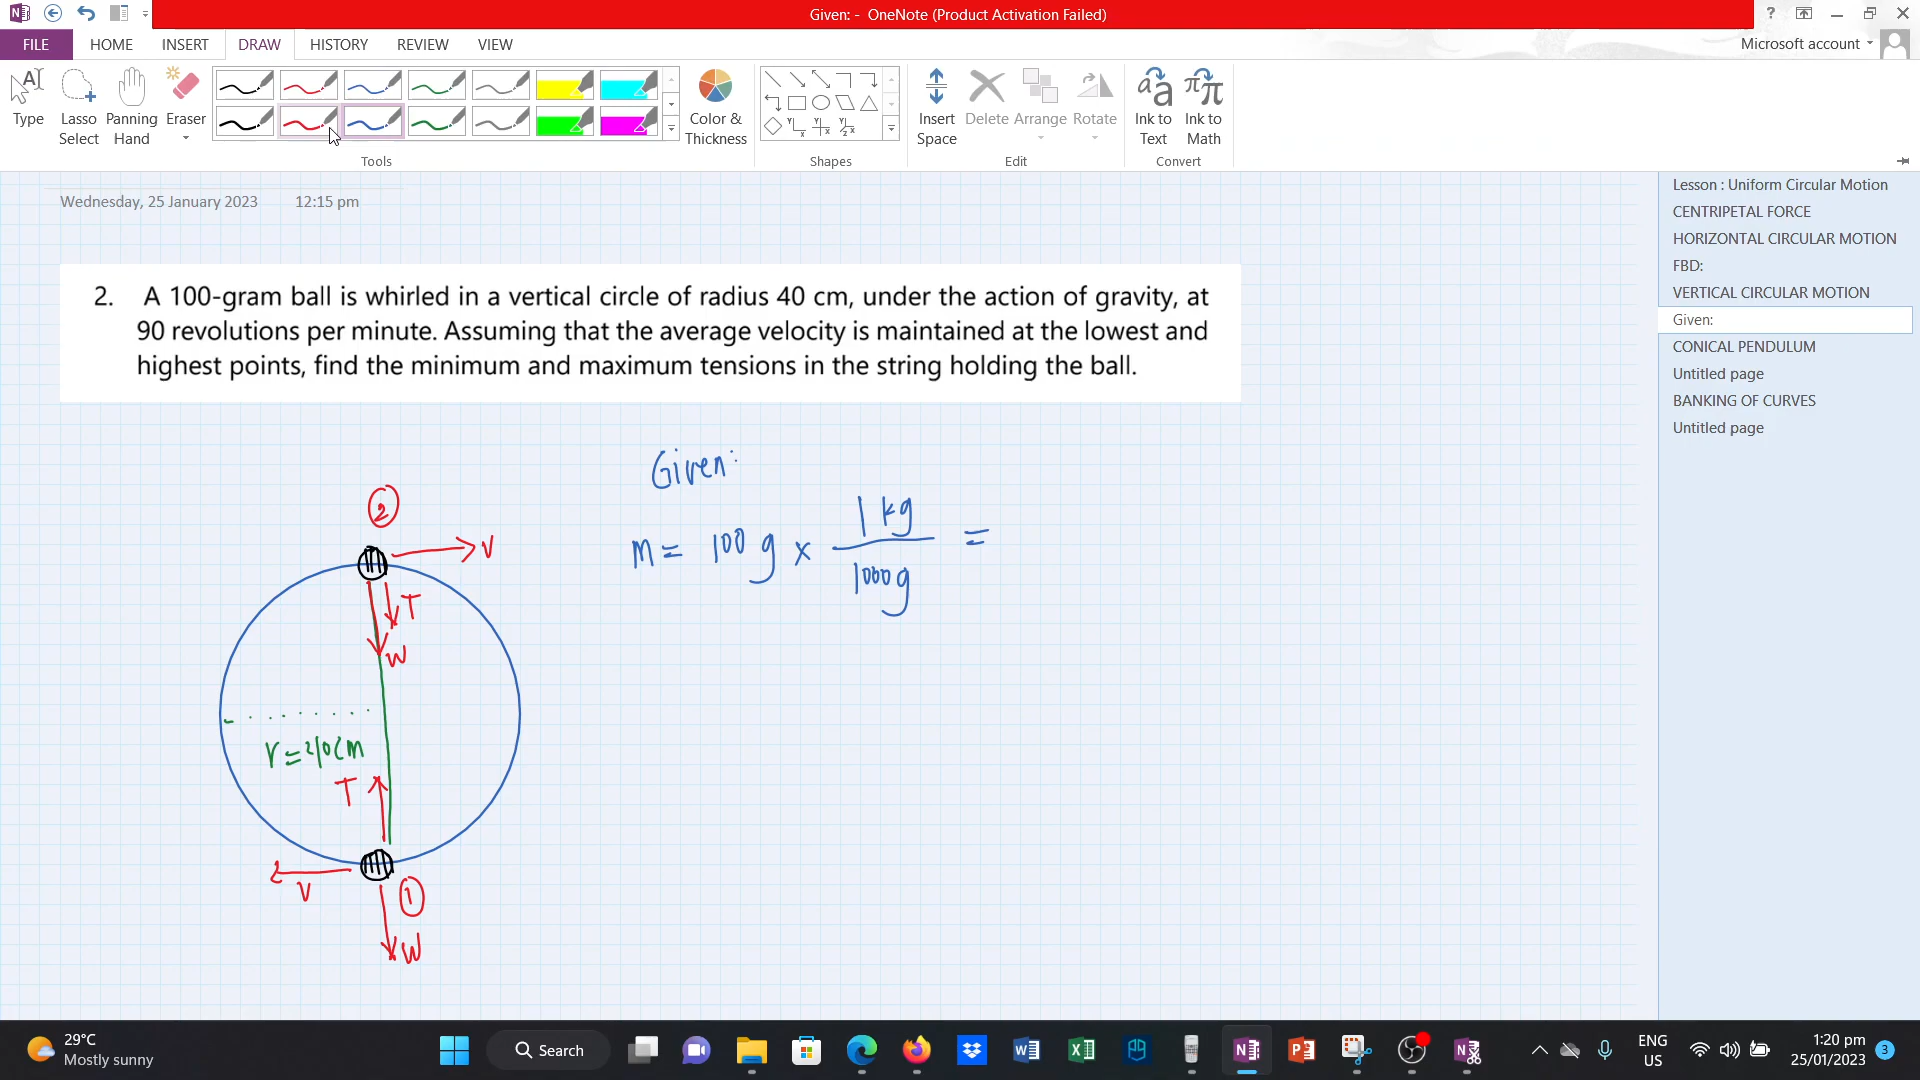 Given: - OneNote (Product Activation Failed)
FILE HOME INSERT DRAW HISTORY REVIEW VIEW
Microsoft account
Type
Lasso Select
Panning Hand
Eraser
Color & Thickness
Insert Space
Delete
Arrange
Rotate
Ink to Text
Ink to Math
Tools
Shapes
Edit
Convert
Wednesday, 25 January 2023 12:15 pm
2. A 100-gram ball is whirled in a vertical circle of radius 40 cm, under the action of gravity, at
90 revolutions per minute. Assuming that the average velocity is maintained at the lowest and
highest points, find the minimum and maximum tensions in the string holding the ball.
Given:
m = 100 g x 1 kg / 1000 g =
2
V
T
W
r = 40cm
T
V
1
W
Lesson : Uniform Circular Motion
CENTRIPETAL FORCE
HORIZONTAL CIRCULAR MOTION
FBD:
VERTICAL CIRCULAR MOTION
Given:
CONICAL PENDULUM
Untitled page
BANKING OF CURVES
Untitled page
29°C
Mostly sunny
Search
ENG
US
1:20 pm
25/01/2023
3